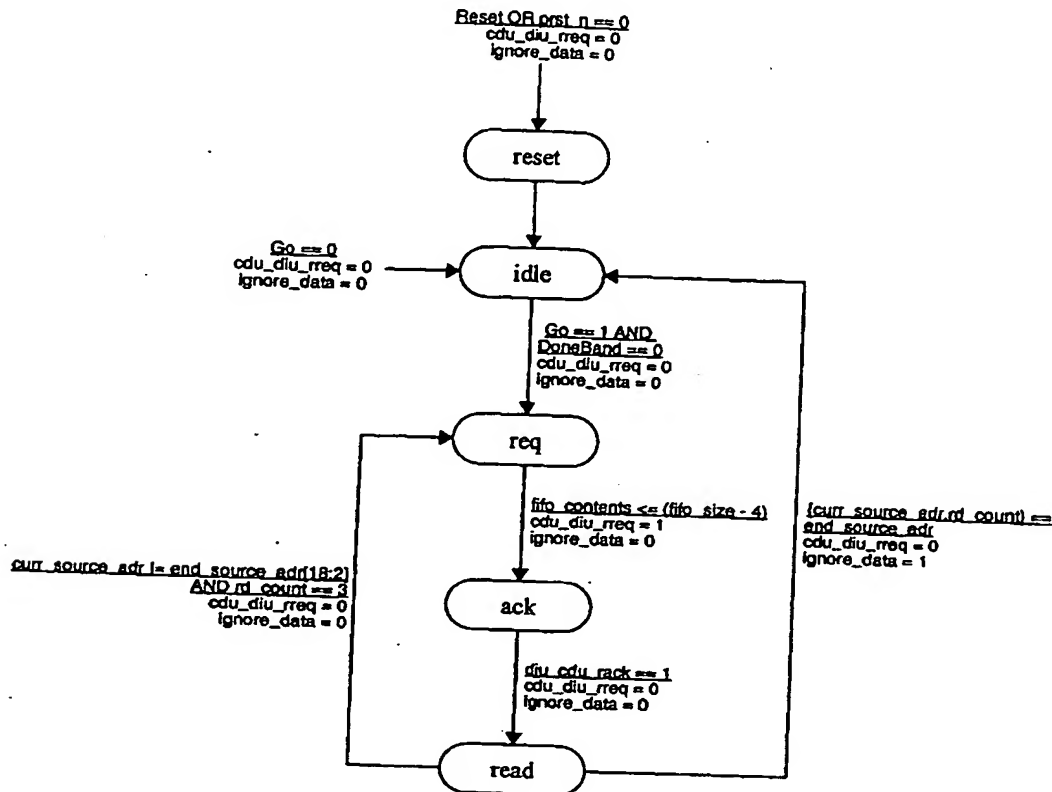 Reset OR prst_n == 0
cdu_diu_rreq = 0
ignore_data = 0
reset
Go == 0
cdu_diu_rreq = 0
ignore_data = 0
idle
Go == 1 AND
DoneBand == 0
cdu_diu_rreq = 0
ignore_data = 0
req
fifo_contents <= (fifo_size - 4)
cdu_diu_rreq = 1
ignore_data = 0
{curr_source_adr,rd_count} ==
end_source_adr
cdu_diu_rreq = 0
ignore_data = 1
curr_source_adr != end_source_adr[18:2]
AND rd_count == 3
cdu_diu_rreq = 0
ignore_data = 0
ack
diu_cdu_rack == 1
cdu_diu_rreq = 0
ignore_data = 0
read